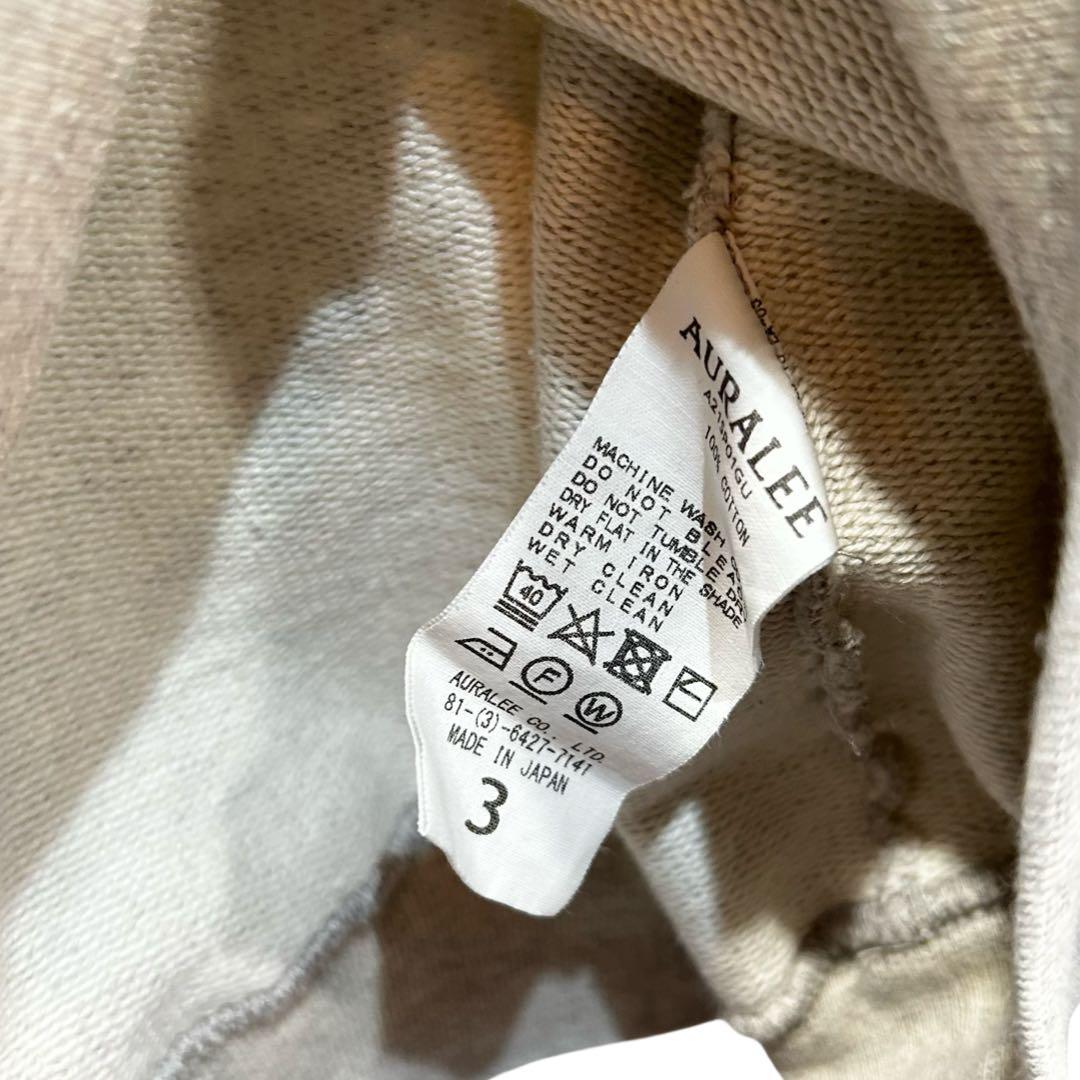 AURALEE
A21SP01GU
100% COTTON
MACHINE WASH
DO NOT BLEACH
DO NOT TUMBLE DRY
DRY FLAT IN THE SHADE
WARM IRON
DRY CLEAN
WET CLEAN
40
F
W
AURALEE CO., LTD.
81-(3)-6427-7141
MADE IN JAPAN
3